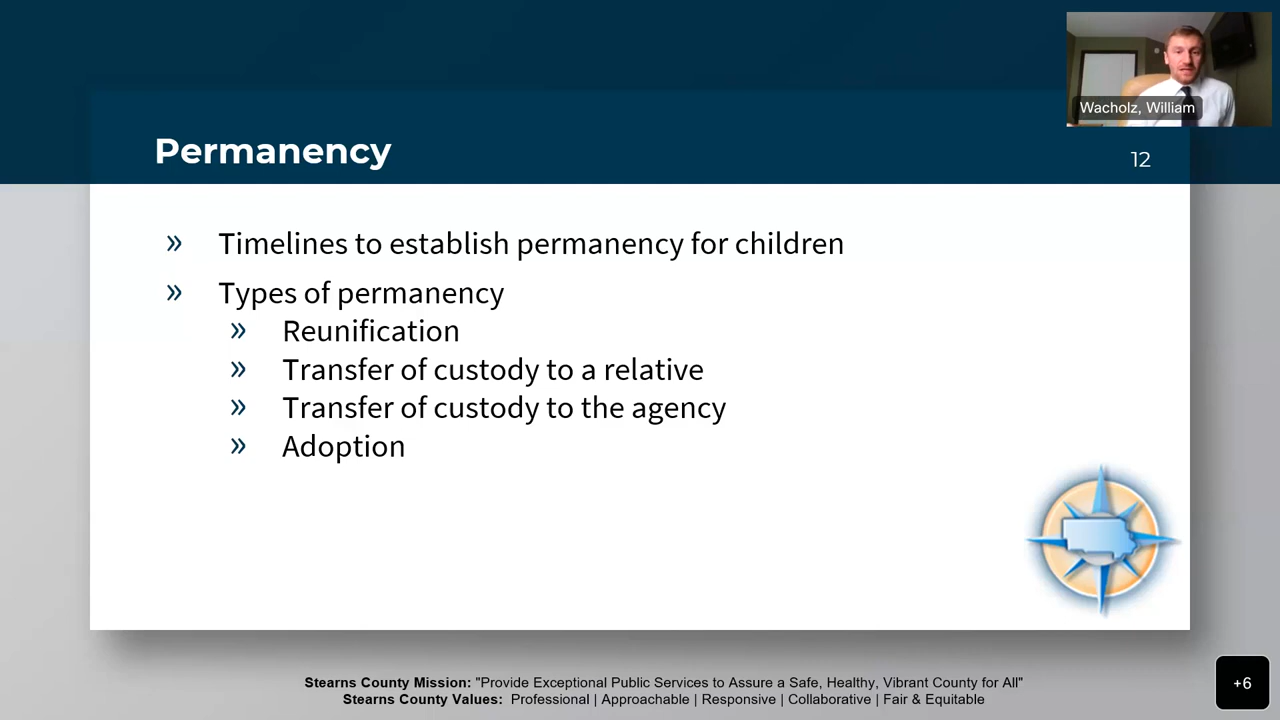 Wacholz, William
Permanency
12
» Timelines to establish permanency for children
» Types of permanency
» Reunification
» Transfer of custody to a relative
» Transfer of custody to the agency
» Adoption
Stearns County Mission: "Provide Exceptional Public Services to Assure a Safe, Healthy, Vibrant County for All"
Stearns County Values: Professional | Approachable | Responsive | Collaborative | Fair & Equitable
+6